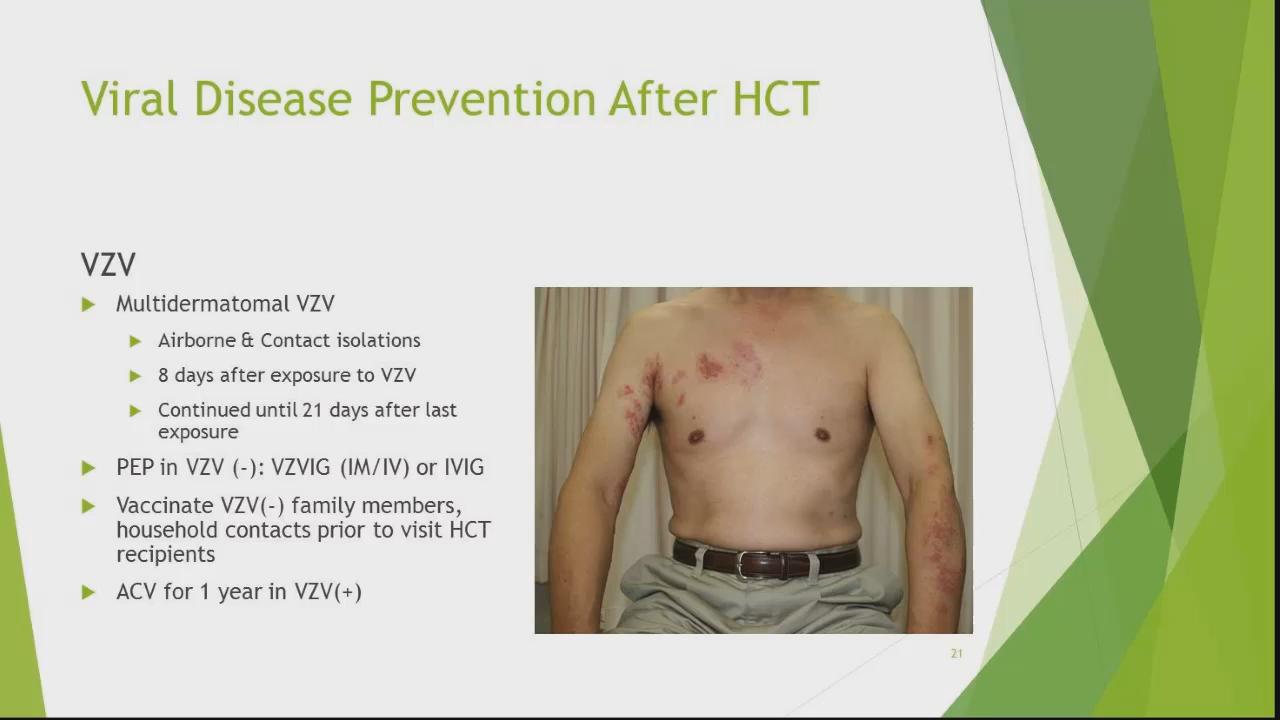 Viral Disease Prevention After HCT
VZV
Multidermatomal VZV
Airborne & Contact isolations
8 days after exposure to VZV
Continued until 21 days after last
exposure
PEP in VZV (-): VZVIG (IM/IV) or IVIG
Vaccinate VZV(-) family members,
household contacts prior to visit HCT
recipients
ACV for 1 year in VZV(+)
21